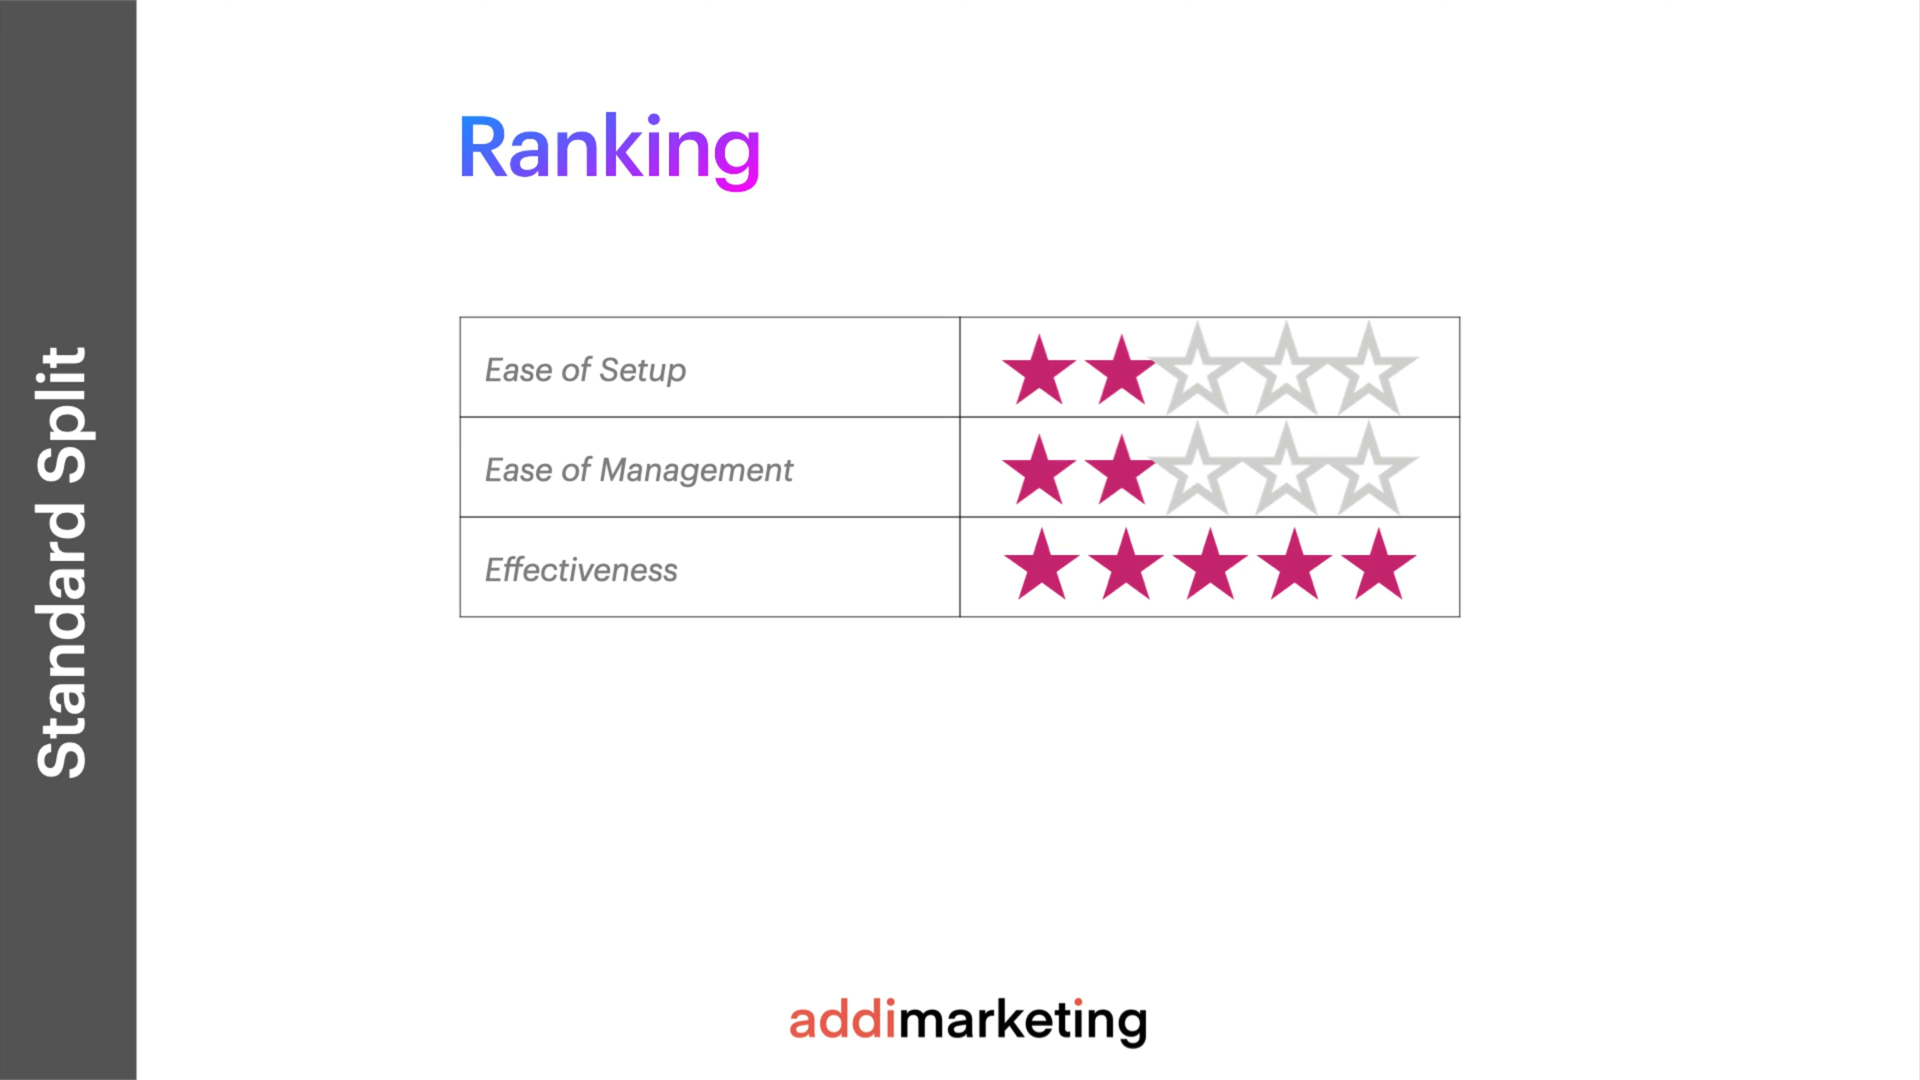 Standard Split
Ranking
Ease of Setup
Ease of Management
Effectiveness
addimarketing